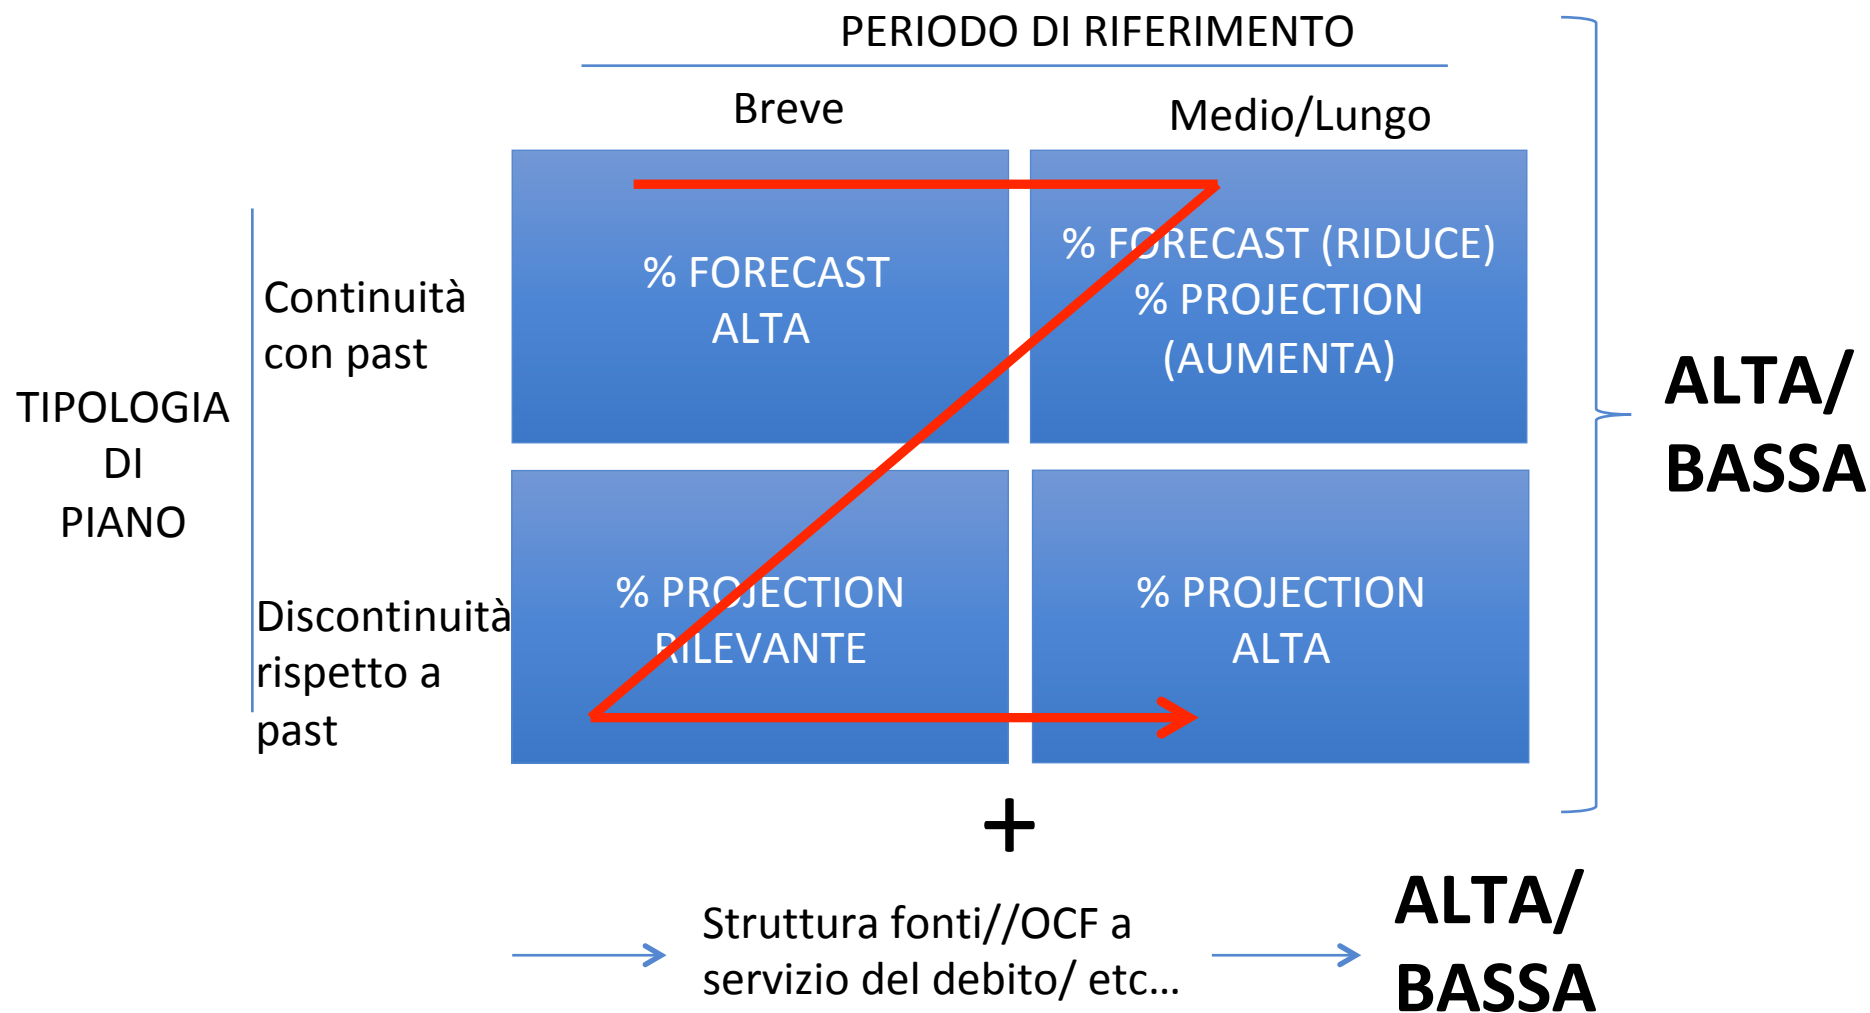 PERIODO DI RIFERIMENTO
Breve
Medio/Lungo
TIPOLOGIA
DI
PIANO
Continuità
con past
% FORECAST
ALTA
% FORECAST (RIDUCE)
% PROJECTION
(AUMENTA)
Discontinuità
rispetto a
past
% PROJECTION
RILEVANTE
% PROJECTION
ALTA
ALTA/
BASSA
+
Struttura fonti//OCF a
servizio del debito/ etc...
ALTA/
BASSA